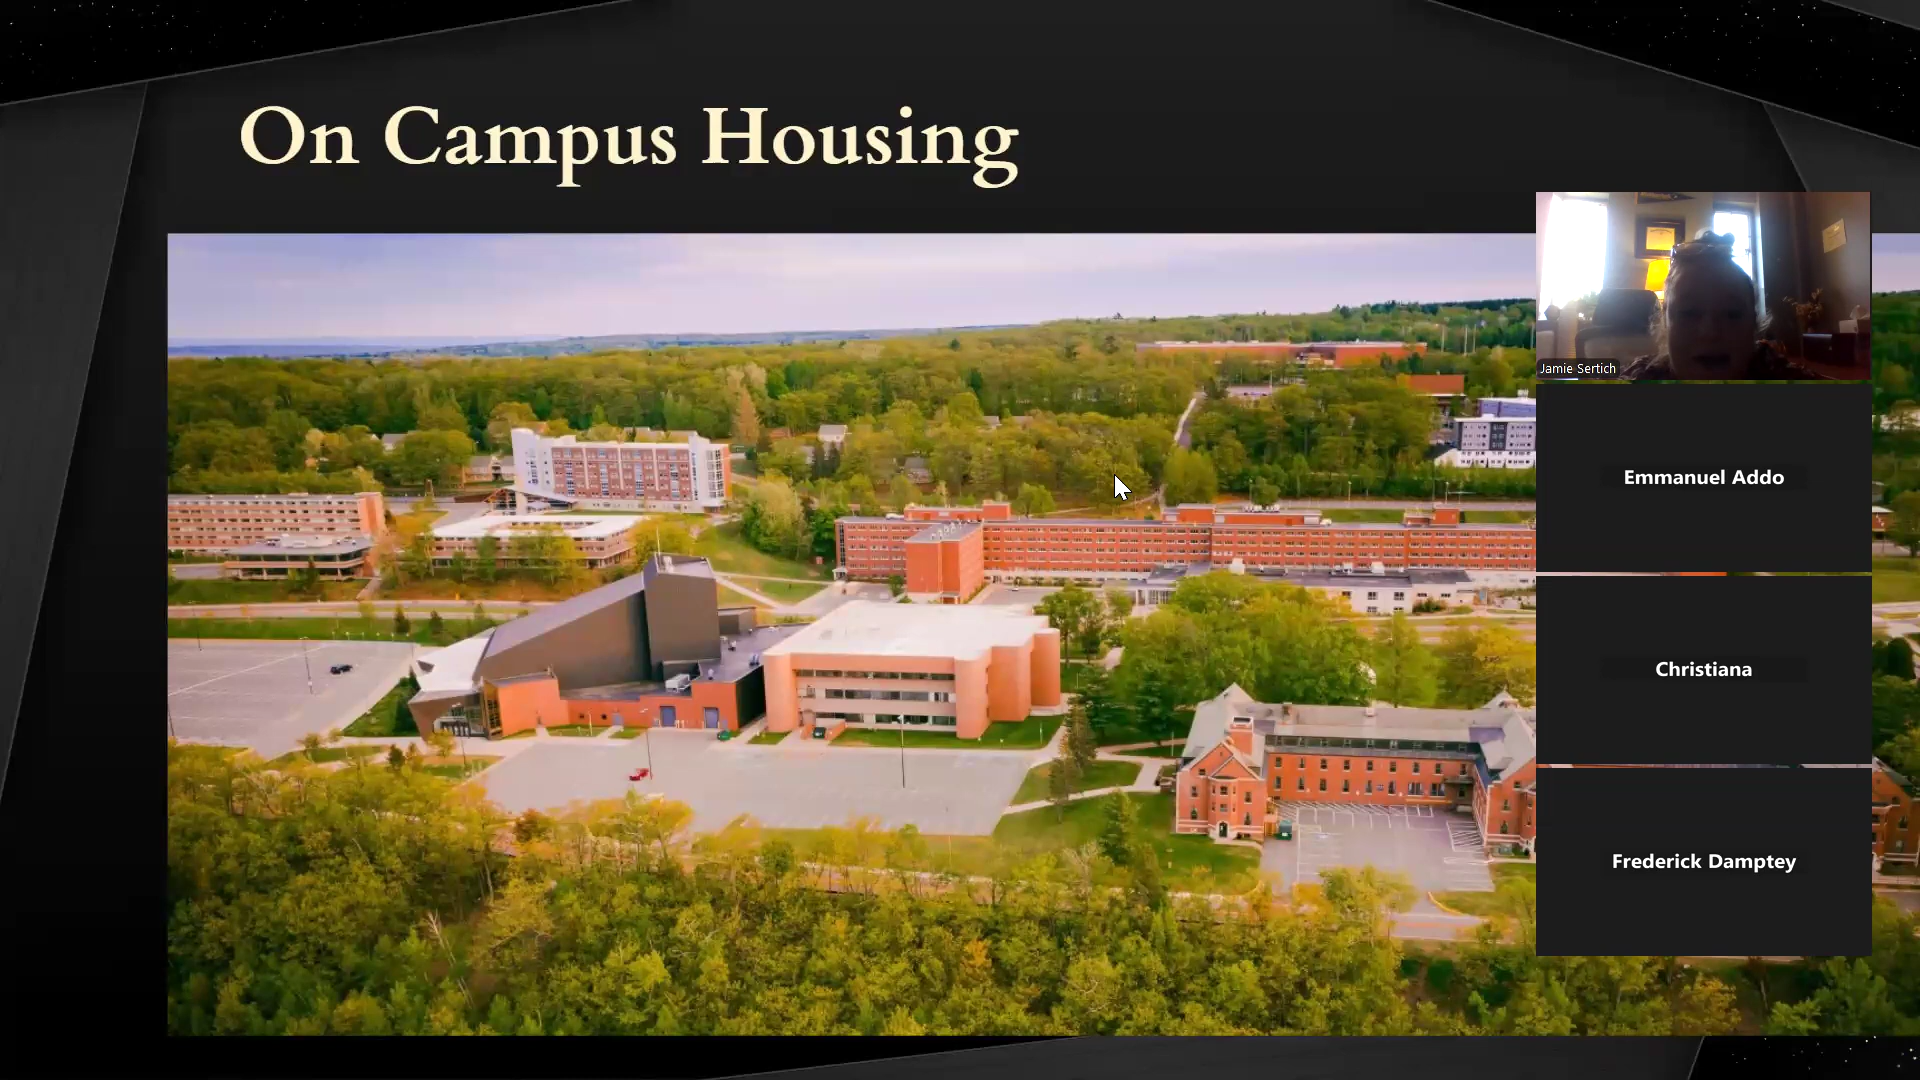 On Campus Housing
Jamie Sertich
Emmanuel Addo
Christiana
Frederick Damptey